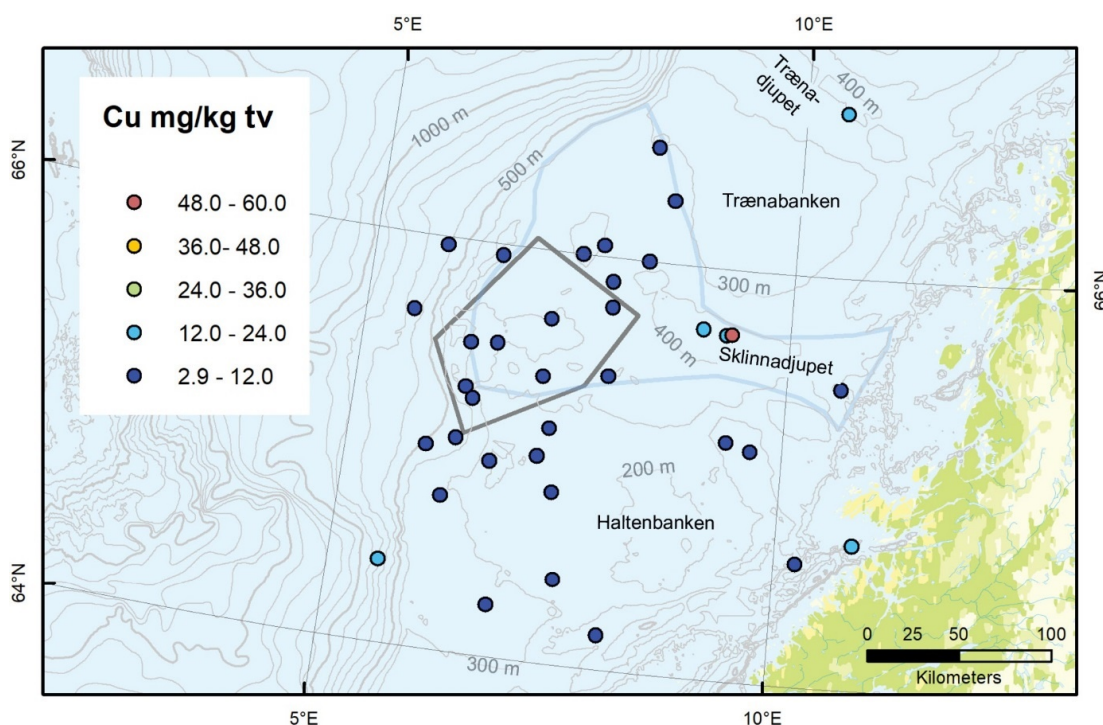 5°E
10°E
Cu mg/kg tv
48.0 - 60.0
36.0- 48.0
24.0 - 36.0
12.0 - 24.0
2.9 - 12.0
66°N
1000 m
500 m
Træna-
djupet
400 m
Trænabanken
300 m
66°N
400 m
Sklinnadjupet
200 m
Haltenbanken
64°N
300 m
0 25 50 100
Kilometers
5°E
10°E